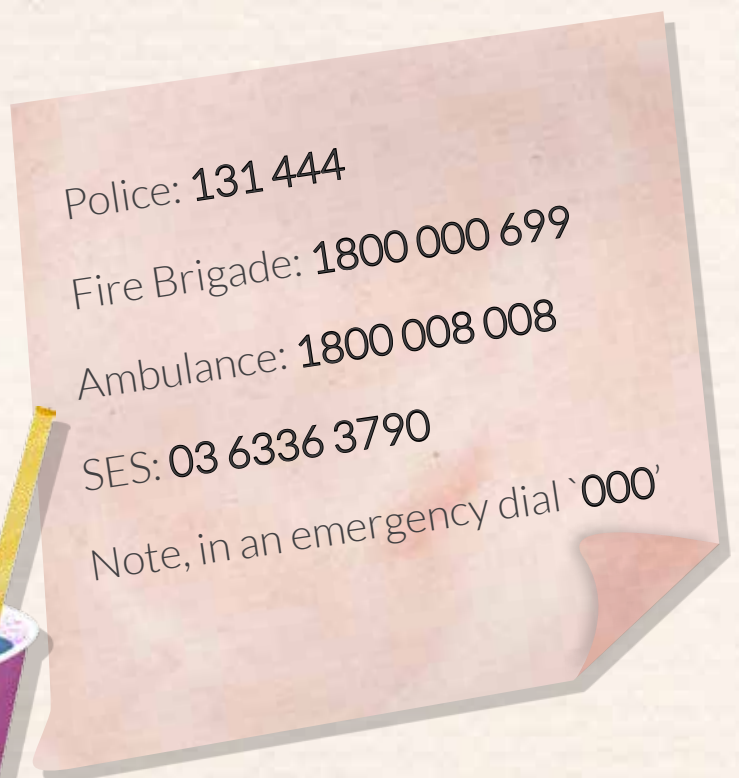 Police: 131 444
Fire Brigade: 1800 000 699
Ambulance: 1800 008 008
SES: 03 6336 3790
Note, in an emergency dial `000’